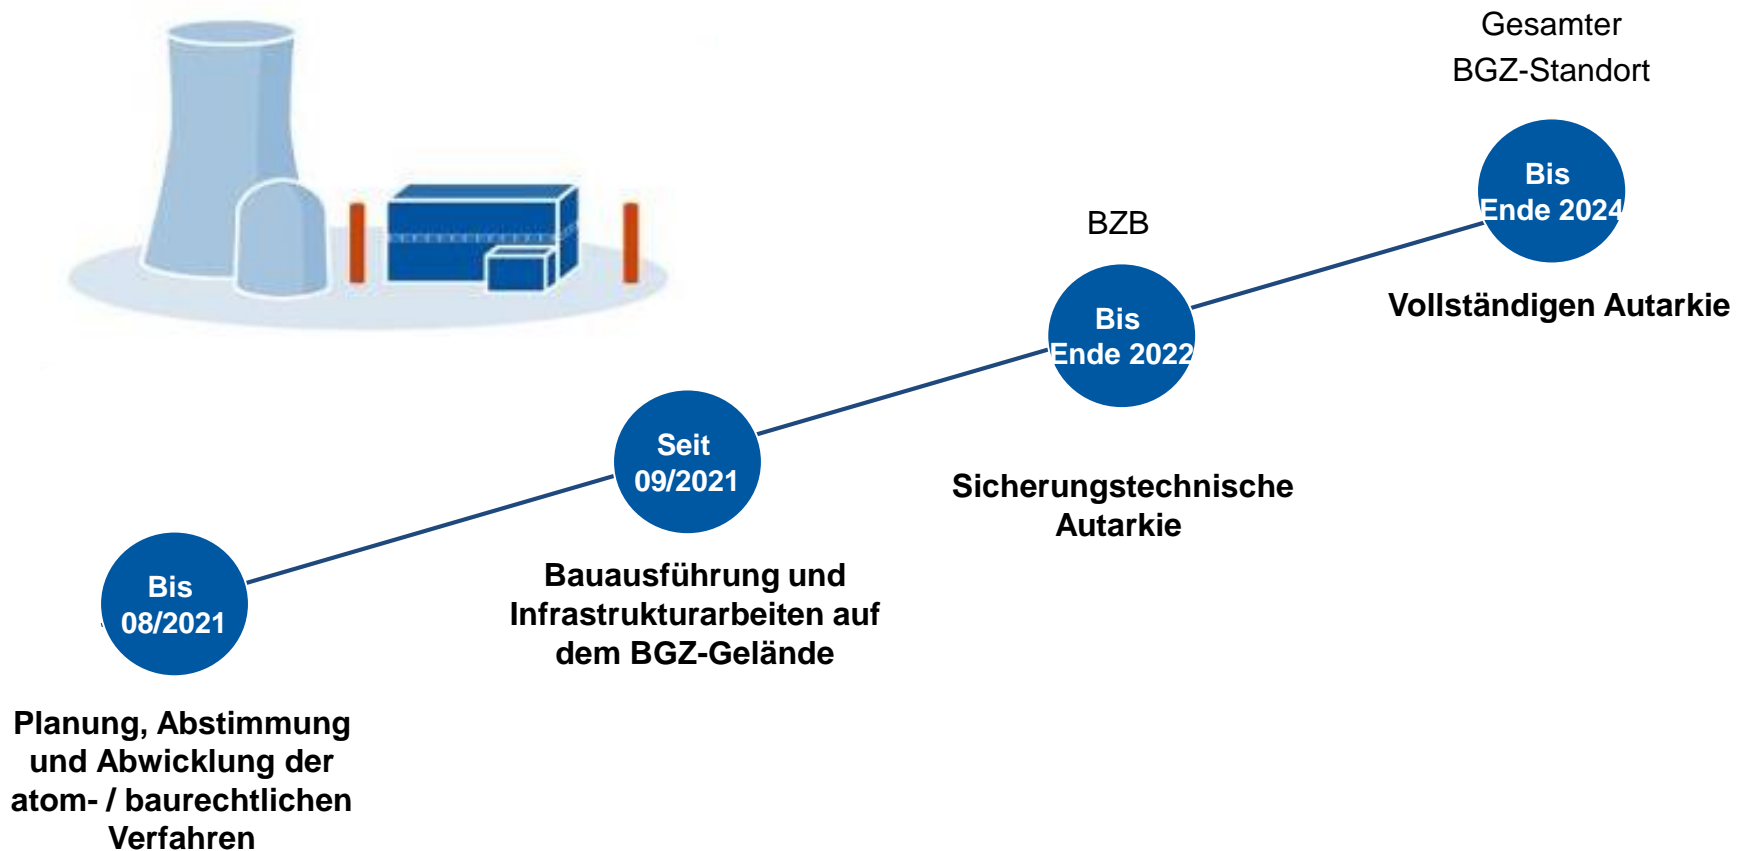 Bis
08/2021
Planung, Abstimmung
und Abwicklung der
atom- / baurechtlichen
Verfahren
Seit
09/2021
Bauausführung und
Infrastrukturarbeiten auf
dem BGZ-Gelände
BZB
Bis
Ende 2022
Sicherungstechnische
Autarkie
Gesamter
BGZ-Standort
Bis
Ende 2024
Vollständigen Autarkie